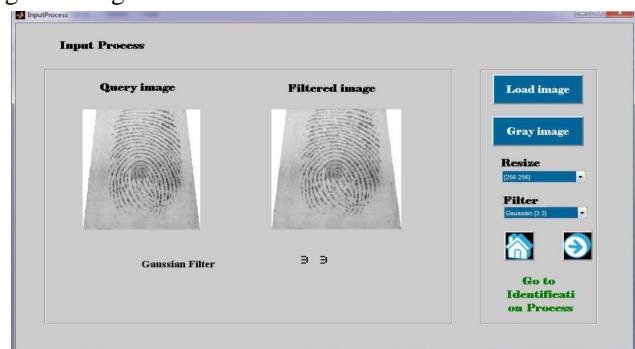 InputProcess
Input Process
Query image
Filtered image
Gaussian Filter
3 3
Load image
Gray image
Resize
[256 256]
Filter
Gaussian [3 3]
Go to
Identificati
on Process